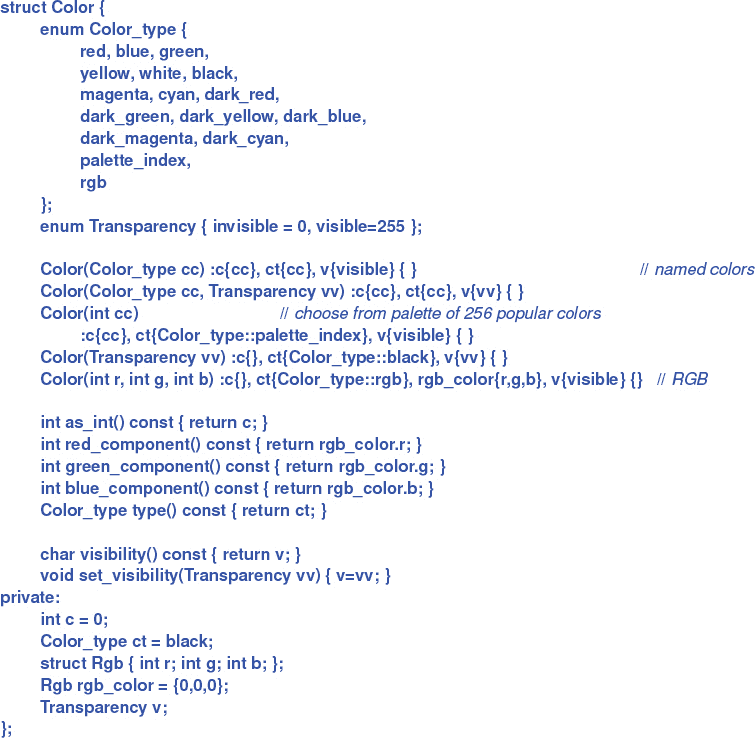 struct Color {
enum Color_type {
red, blue, green,
yellow, white, black,
magenta, cyan, dark_red,
dark_green, dark_yellow, dark_blue,
dark_magenta, dark_cyan,
palette_index,
rgb
};
enum Transparency { invisible = 0, visible=255 };
Color(Color_type cc) :c{cc}, ct{cc}, v{visible} { } // named colors
Color(Color_type cc, Transparency vv) :c{cc}, ct{cc}, v{vv} { }
Color(int cc) // choose from palette of 256 popular colors
:c{cc}, ct{Color_type::palette_index}, v{visible} { }
Color(Transparency vv) :c{}, ct{Color_type::black}, v{vv} { }
Color(int r, int g, int b) :c{}, ct{Color_type::rgb}, rgb_color{r,g,b}, v{visible} {} // RGB
int as_int() const { return c; }
int red_component() const { return rgb_color.r; }
int green_component() const { return rgb_color.g; }
int blue_component() const { return rgb_color.b; }
Color_type type() const { return ct; }
char visibility() const { return v; }
void set_visibility(Transparency vv) { v=vv; }
private:
int c = 0;
Color_type ct = black;
struct Rgb { int r; int g; int b; };
Rgb rgb_color = {0,0,0};
Transparency v;
};